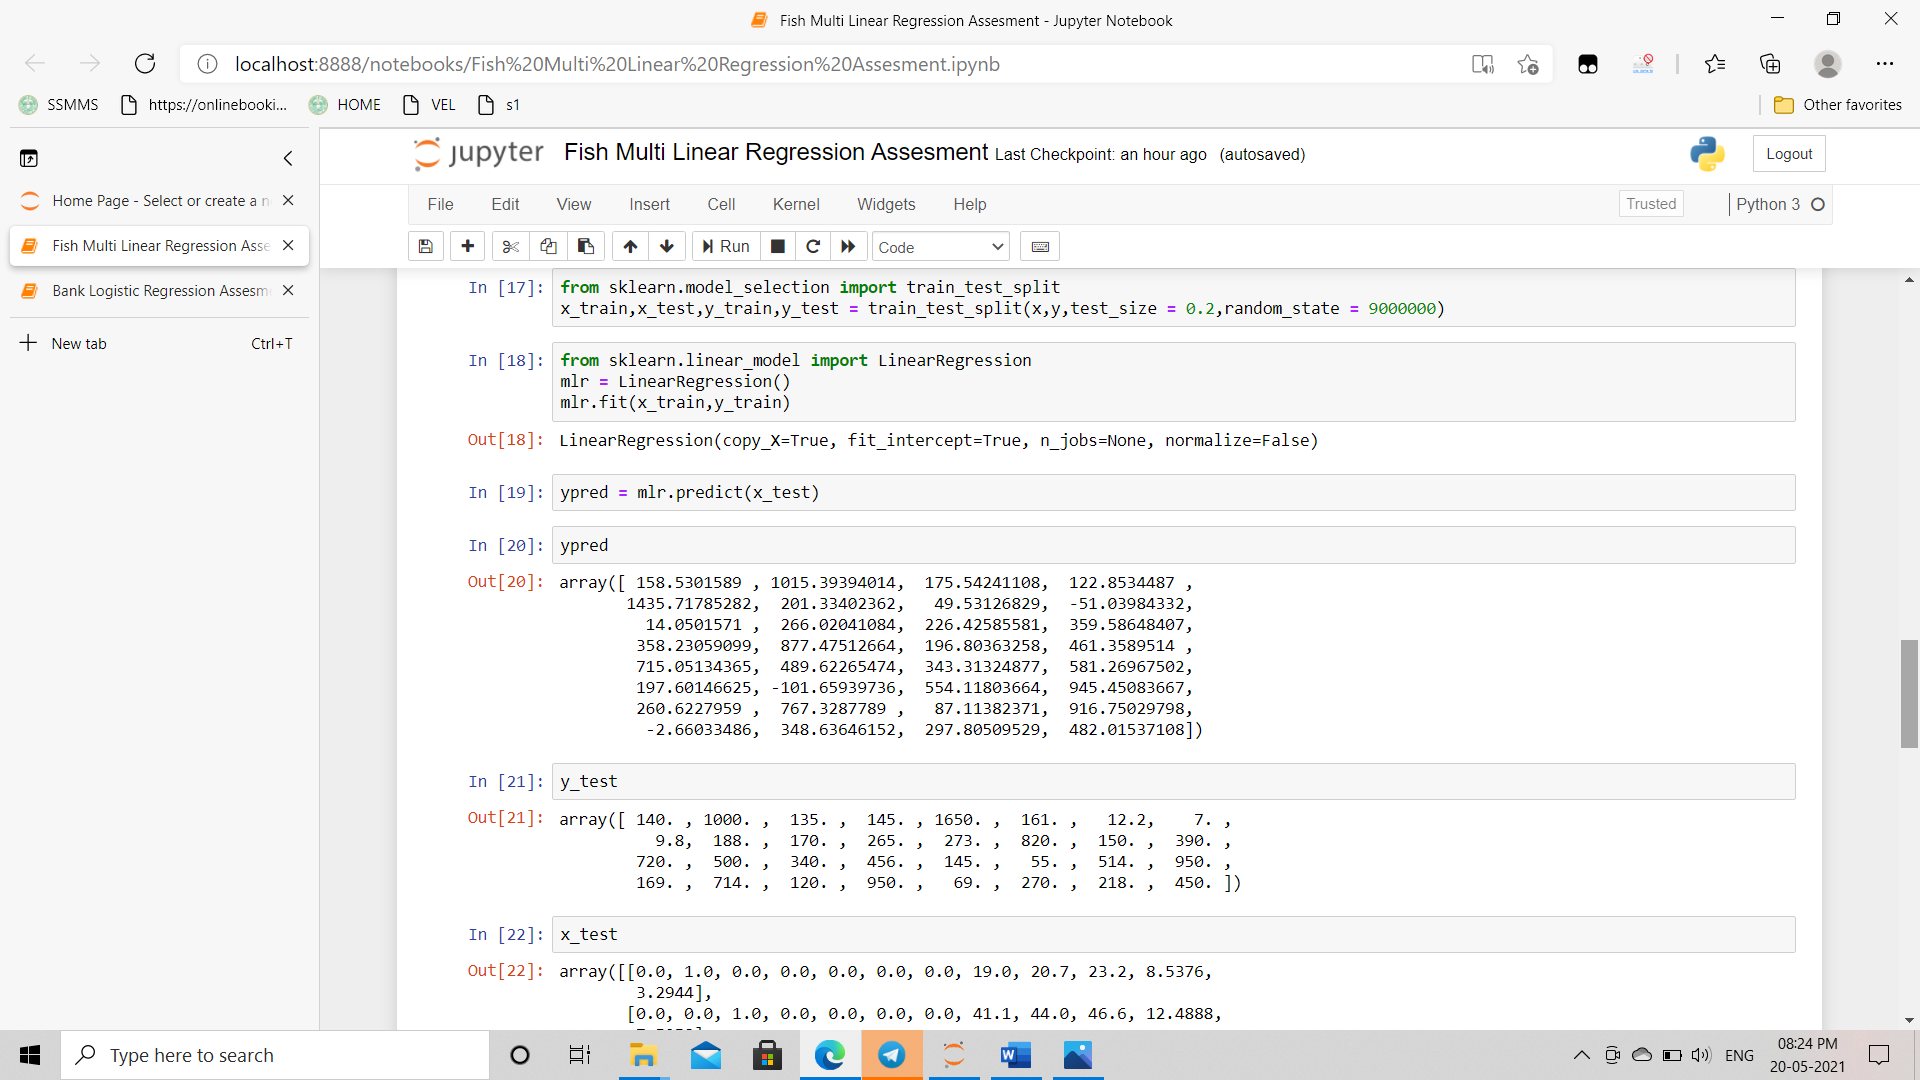 Fish Multi Linear Regression Assesment - Jupyter Notebook
localhost:8888/notebooks/Fish%20Multi%20Linear%20Regression%20Assesment.ipynb
SSMMS https://onlinebooki... HOME VEL s1 Other favorites
jupyter Fish Multi Linear Regression Assesment Last Checkpoint: an hour ago (autosaved) Logout
Home Page - Select or create a n
Fish Multi Linear Regression Asse
Bank Logistic Regression Assesm
New tab Ctrl+T
File Edit View Insert Cell Kernel Widgets Help Trusted Python 3
Run Code
In [17]: from sklearn.model_selection import train_test_split
x_train,x_test,y_train,y_test = train_test_split(x,y,test_size = 0.2,random_state = 9000000)
In [18]: from sklearn.linear_model import LinearRegression
mlr = LinearRegression()
mlr.fit(x_train,y_train)
Out[18]: LinearRegression(copy_X=True, fit_intercept=True, n_jobs=None, normalize=False)
In [19]: ypred = mlr.predict(x_test)
In [20]: ypred
Out[20]: array([ 158.5301589 , 1015.39394014, 175.54241108, 122.8534487 ,
1435.71785282, 201.33402362, 49.53126829, -51.03984332,
14.0501571 , 266.02041084, 226.42585581, 359.58648407,
358.23059099, 877.47512664, 196.80363258, 461.3589514 ,
715.05134365, 489.62265474, 343.31324877, 581.26967502,
197.60146625, -101.65939736, 554.11803664, 945.45083667,
260.6227959 , 767.3287789 , 87.11382371, 916.75029798,
-2.66033486, 348.63646152, 297.80509529, 482.01537108])
In [21]: y_test
Out[21]: array([ 140. , 1000. , 135. , 145. , 1650. , 161. , 12.2, 7. ,
9.8, 188. , 170. , 265. , 273. , 820. , 150. , 390. ,
720. , 500. , 340. , 456. , 145. , 55. , 514. , 950. ,
169. , 714. , 120. , 950. , 69. , 270. , 218. , 450. ])
In [22]: x_test
Out[22]: array([[0.0, 1.0, 0.0, 0.0, 0.0, 0.0, 0.0, 19.0, 20.7, 23.2, 8.5376,
3.2944],
[0.0, 0.0, 1.0, 0.0, 0.0, 0.0, 0.0, 41.1, 44.0, 46.6, 12.4888,
Type here to search
ENG
08:24 PM
20-05-2021